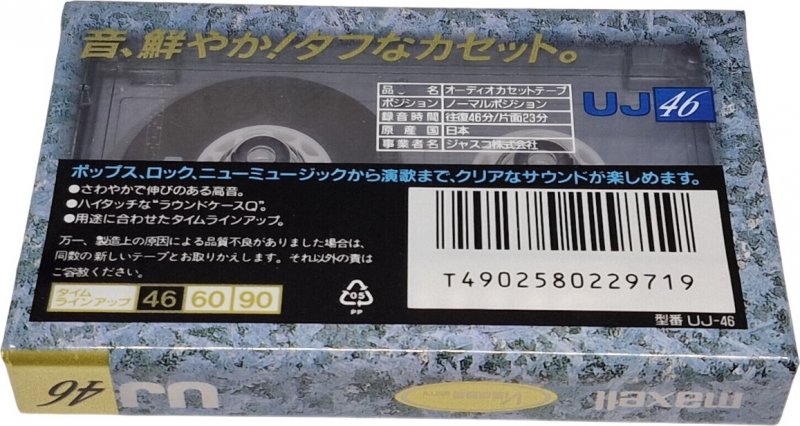 音、鮮やか!タフなカセット。
品名 オーディオカセットテープ
ポジション ノーマルポジション
録音時間 往復46分/片面23分
原産国 日本
事業者名 ジャスコ株式会社
UJ 46
ポップス、ロック、ニューミュージックから演歌まで、クリアなサウンドが楽しめます。
●さわやかで伸びのある高音。
●ハイタッチな"ラウンドケースQ"。
●用途に合わせたタイムラインアップ。
万一、製造上の原因による品質不良がありました場合は、
同数の新しいテープとお取りかえします。それ以外の責は
ご容赦ください。
タイム
ラインアップ 46 60 90
05
PP
T4902580229719
型番 UJ-46
46
UJ
maxell